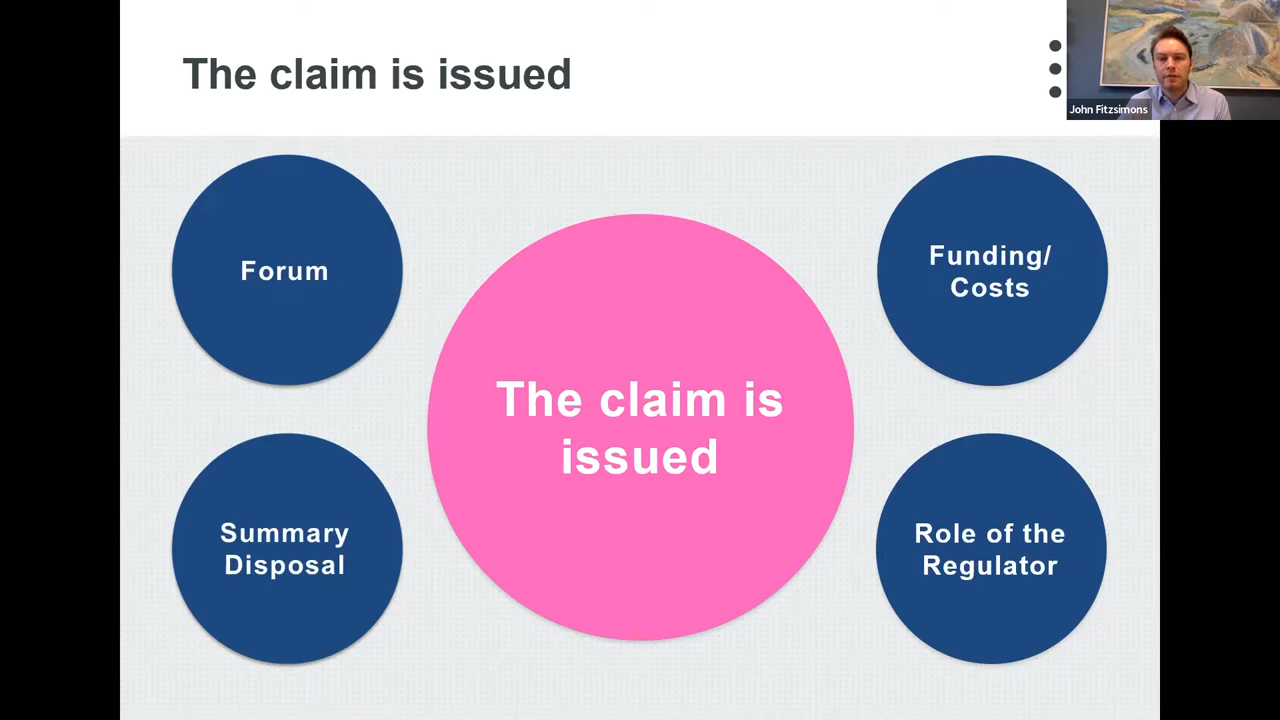 The claim is issued
John Fitzsimons
Forum
Funding/
Costs
The claim is
issued
Summary
Disposal
Role of the
Regulator